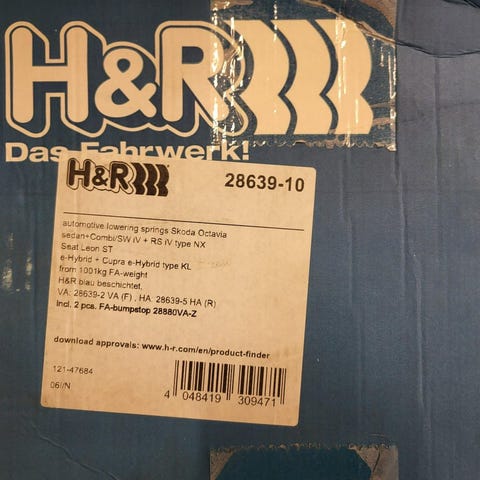 H&R
Das Fahrwerk!
H&R
28639-10
automotive lowering springs Skoda Octavia
sedan+Combi/SW iV + RS iV type NX
Seat Leon ST
e-Hybrid + Cupra e-Hybrid type KL
from 1001kg FA-weight
H&R blau beschichtet,
VA: 28639-2 VA (F) , HA: 28639-5 HA (R)
Incl. 2 pcs. FA-bumpstop 28880VA-Z
download approvals: www.h-r.com/en/product-finder
121-47684
06//N
4 048419 309471